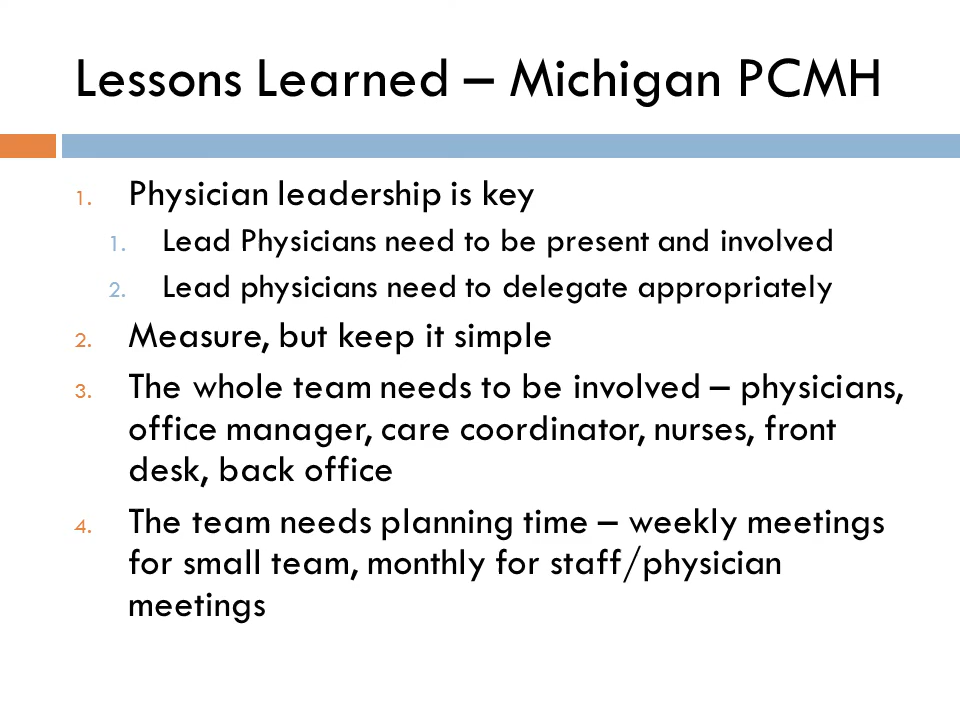 Lessons Learned – Michigan PCMH
1. Physician leadership is key
1. Lead Physicians need to be present and involved
2. Lead physicians need to delegate appropriately
2. Measure, but keep it simple
3. The whole team needs to be involved – physicians,
office manager, care coordinator, nurses, front
desk, back office
4. The team needs planning time – weekly meetings
for small team, monthly for staff/physician
meetings